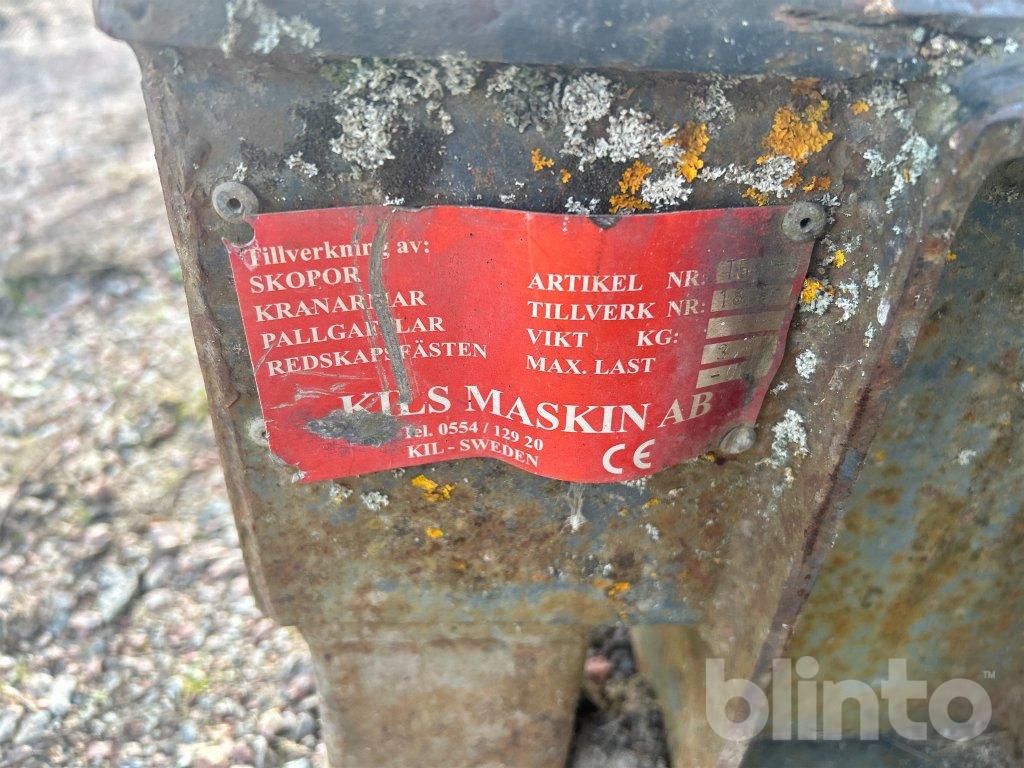 Tillverkning av:
SKOPOR
KRANARMAR
PALLGAFFLAR
REDSKAPSFÄSTEN
ARTIKEL NR:
TILLVERK NR:
VIKT KG:
MAX. LAST
KILS MASKIN AB
Tel. 0554 / 129 20
KIL - SWEDEN
CE
blinto™